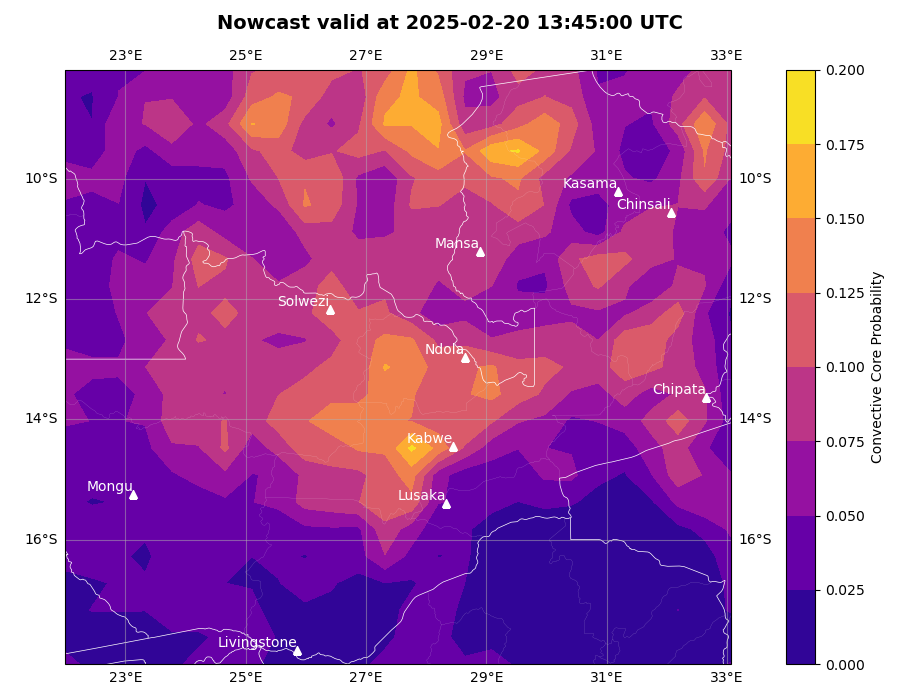 Nowcast valid at 2025-02-20 13:45:00 UTC
23°E 25°E 27°E 29°E 31°E 33°E
0.200
0.175
10°S 10°S
Kasama
Chinsali
0.150
Mansa
0.125
12°S 12°S
Solwezi
Ndola
0.100
Chipata
14°S 14°S
Kabwe
0.075
Mongu
Lusaka
0.050
16°S 16°S
0.025
Livingstone
0.000
23°E 25°E 27°E 29°E 31°E 33°E
Convective Core Probability